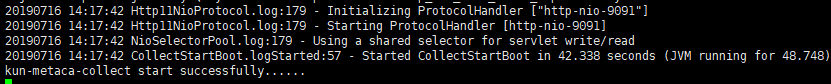 20190716 14:17:42 Http11NioProtocol.log:179 - Initializing ProtocolHandler ["http-nio-9091"]
20190716 14:17:42 Http11NioProtocol.log:179 - Starting ProtocolHandler [http-nio-9091]
20190716 14:17:42 NioSelectorPool.log:179 - Using a shared selector for servlet write/read
20190716 14:17:42 CollectStartBoot.logStarted:57 - Started CollectStartBoot in 42.338 seconds (JVM running for 48.748)
kun-metaca-collect start successfully......